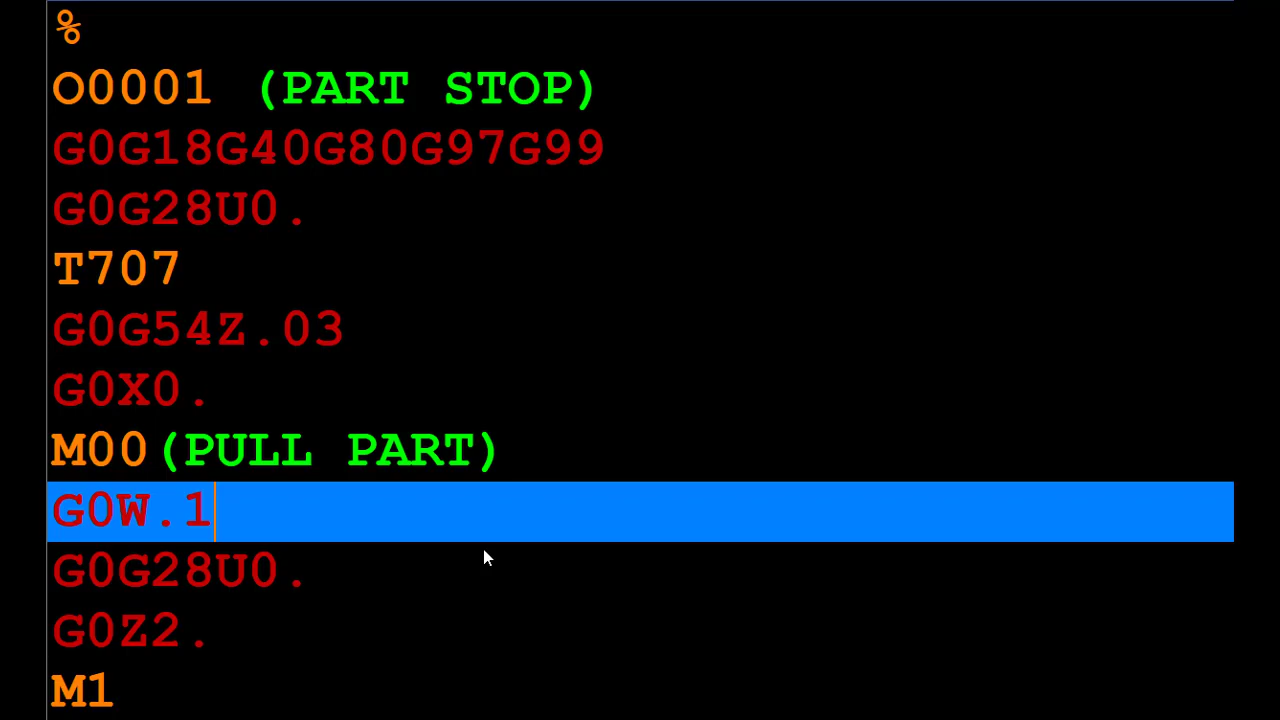 %
O0001 (PART STOP)
G0G18G40G80G97G99
G0G28U0.
T707
G0G54Z.03
G0X0.
M00(PULL PART)
G0W.1
G0G28U0.
G0Z2.
M1